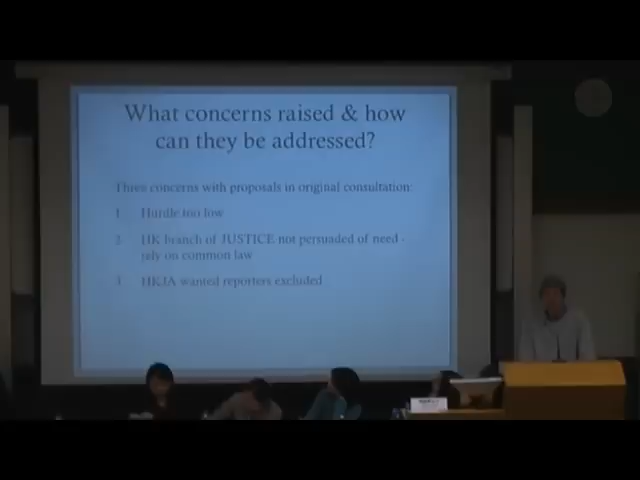 What concerns raised & how
can they be addressed?
Three concerns with proposals in original consultation:
1. Hurdle too low
2. HK branch of JUSTICE not persuaded of need -
rely on common law
3. HKJA wanted reporters excluded